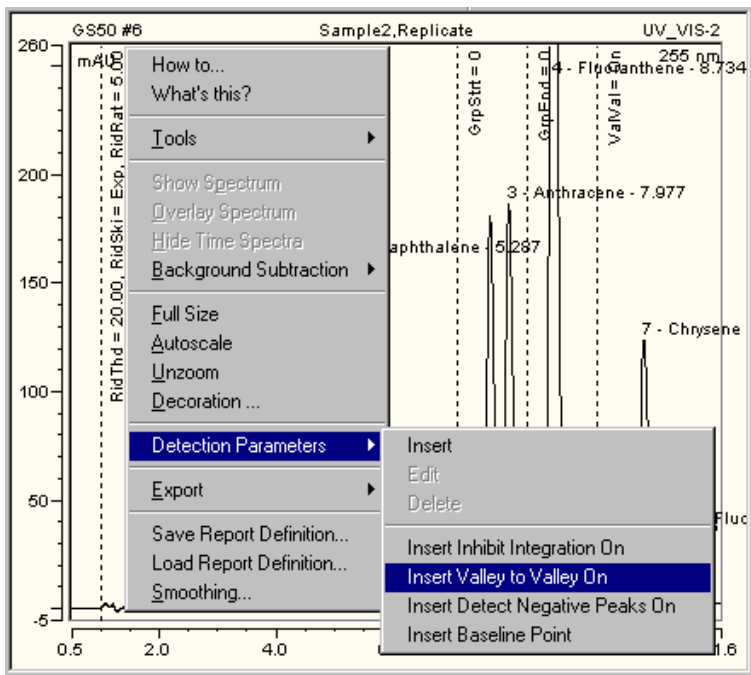 GS50 #6 Sample2,Replicate UV_VIS-2
260
mAU
255 nm
RidThd = 20.00, RidSki = Exp, RidRat = 5.00
GrpStrt = 0
GrpEnd = 0
ValVal = On
4 - Fluoranthene - 8.734
200
3 - Anthracene - 7.977
aphthalene - 5.287
150
7 - Chrysene
100
50
Fluo
-5
0.5 2.0 4.0 1.6
How to...
What's this?
Tools
Show Spectrum
Overlay Spectrum
Hide Time Spectra
Background Subtraction
Full Size
Autoscale
Unzoom
Decoration ...
Detection Parameters
Export
Save Report Definition...
Load Report Definition...
Smoothing...
Insert
Edit
Delete
Insert Inhibit Integration On
Insert Valley to Valley On
Insert Detect Negative Peaks On
Insert Baseline Point